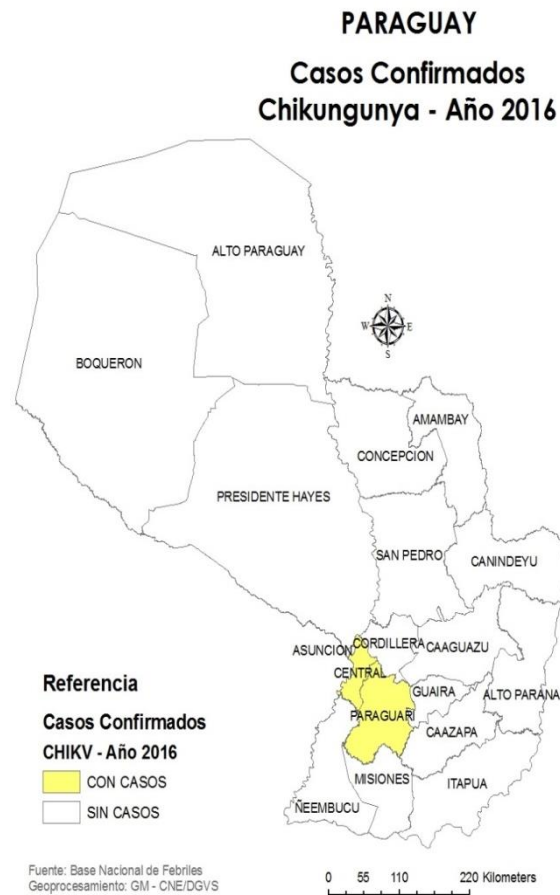 PARAGUAY
Casos Confirmados
Chikungunya - Año 2016
ALTO PARAGUAY
N
W E
S
BOQUERON
AMAMBAY
CONCEPCION
PRESIDENTE HAYES
SAN PEDRO
CANINDEYU
ASUNCION
CORDILLERA
CAAGUAZU
CENTRAL
GUAIRA
ALTO PARANA
PARAGUARI
CAAZAPA
MISIONES
ITAPUA
ÑEEMBUCU
Referencia
Casos Confirmados
CHIKV - Año 2016
CON CASOS
SIN CASOS
Fuente: Base Nacional de Febriles
Geoprocesamiento: GM - CNE/DGVS
0 55 110 220 Kilometers